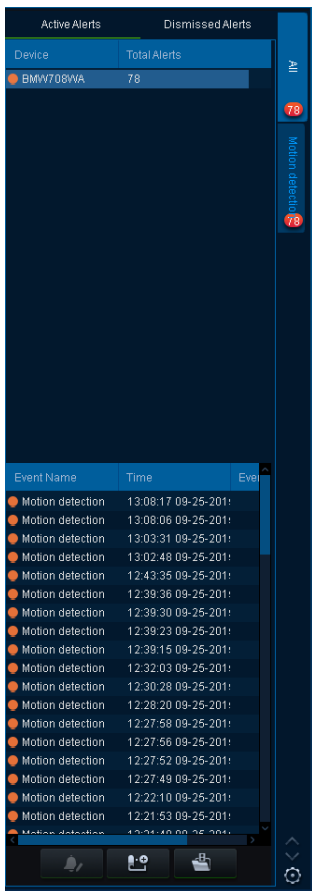 Active Alerts Dismissed Alerts
Device Total Alerts
BMW708WA 78
All
78
Motion detectio
78
Event Name Time Eve
Motion detection 13:08:17 09-25-201
Motion detection 13:08:06 09-25-201
Motion detection 13:03:31 09-25-201
Motion detection 13:02:48 09-25-201
Motion detection 12:43:35 09-25-201
Motion detection 12:39:36 09-25-201
Motion detection 12:39:30 09-25-201
Motion detection 12:39:23 09-25-201
Motion detection 12:39:15 09-25-201
Motion detection 12:32:03 09-25-201
Motion detection 12:30:28 09-25-201
Motion detection 12:28:20 09-25-201
Motion detection 12:27:58 09-25-201
Motion detection 12:27:56 09-25-201
Motion detection 12:27:52 09-25-201
Motion detection 12:27:49 09-25-201
Motion detection 12:22:10 09-25-201
Motion detection 12:21:53 09-25-201
Motion detection